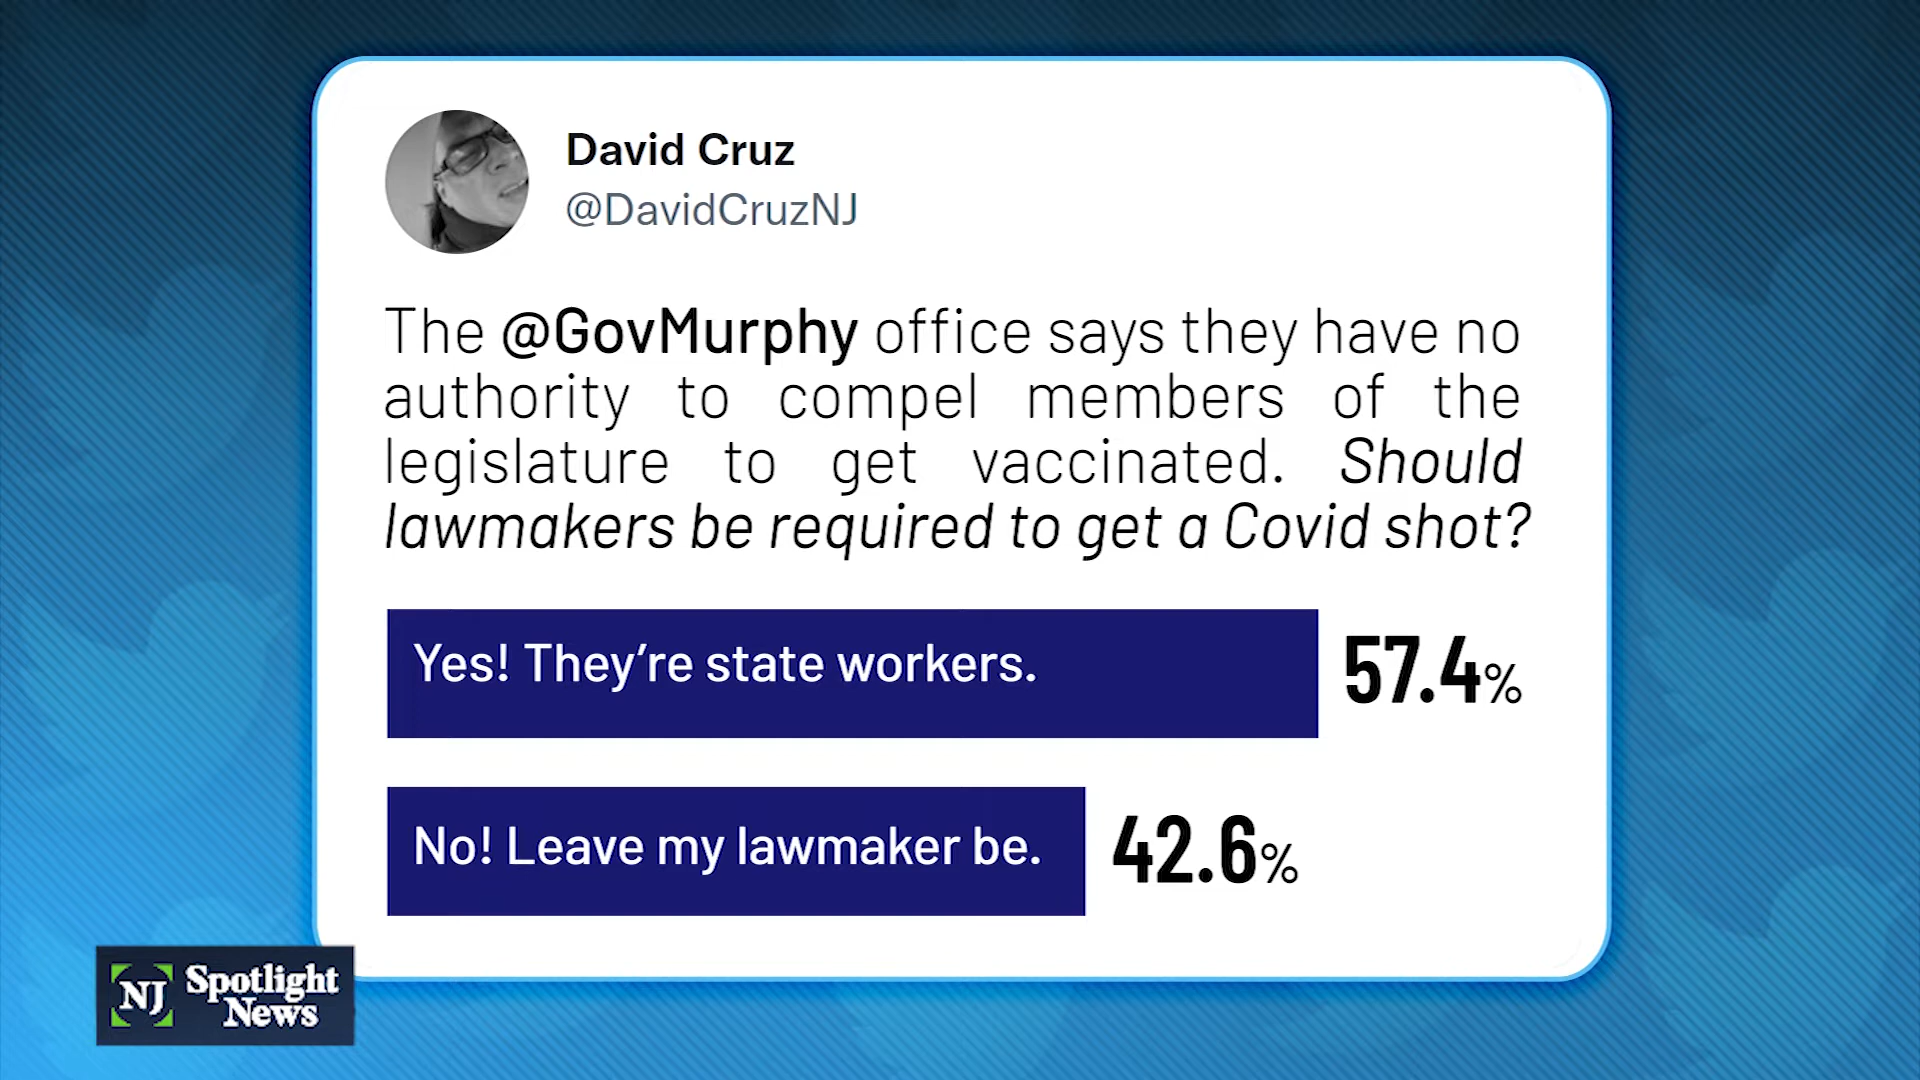 David Cruz
@DavidCruzNJ
The @GovMurphy office says they have no
authority to compel members of the
legislature to get vaccinated. Should
lawmakers be required to get a Covid shot?
Yes! They’re state workers. 57.4%
No! Leave my lawmaker be. 42.6%
NJ Spotlight
News